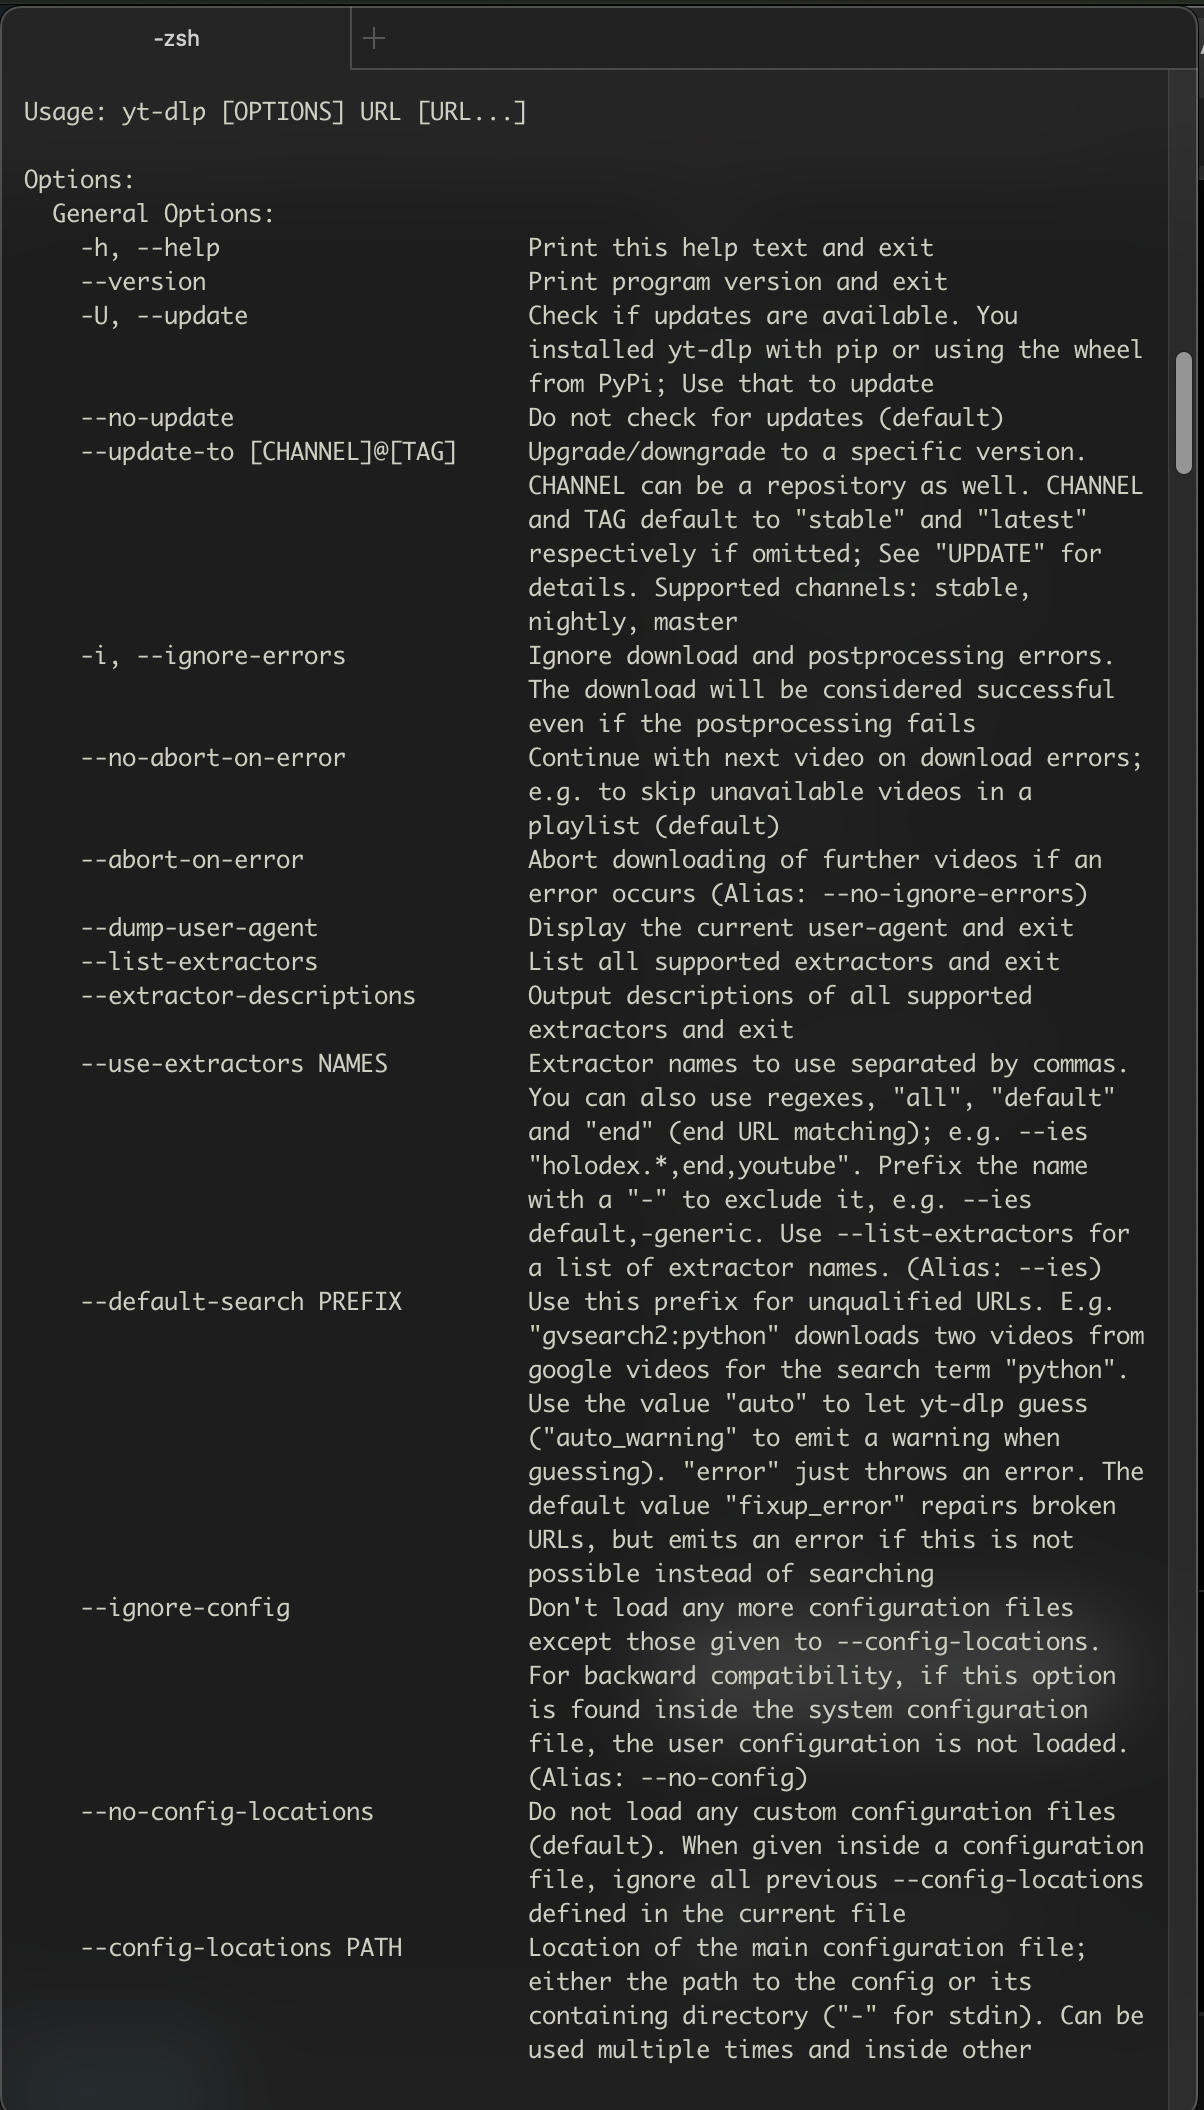 -zsh
Usage: yt-dlp [OPTIONS] URL [URL...]
Options:
  General Options:
    -h, --help                      Print this help text and exit
    --version                       Print program version and exit
    -U, --update                    Check if updates are available. You
                                    installed yt-dlp with pip or using the wheel
                                    from PyPi; Use that to update
    --no-update                     Do not check for updates (default)
    --update-to [CHANNEL]@[TAG]     Upgrade/downgrade to a specific version.
                                    CHANNEL can be a repository as well. CHANNEL
                                    and TAG default to "stable" and "latest"
                                    respectively if omitted; See "UPDATE" for
                                    details. Supported channels: stable,
                                    nightly, master
    -i, --ignore-errors             Ignore download and postprocessing errors.
                                    The download will be considered successful
                                    even if the postprocessing fails
    --no-abort-on-error             Continue with next video on download errors;
                                    e.g. to skip unavailable videos in a
                                    playlist (default)
    --abort-on-error                Abort downloading of further videos if an
                                    error occurs (Alias: --no-ignore-errors)
    --dump-user-agent               Display the current user-agent and exit
    --list-extractors               List all supported extractors and exit
    --extractor-descriptions        Output descriptions of all supported
                                    extractors and exit
    --use-extractors NAMES          Extractor names to use separated by commas.
                                    You can also use regexes, "all", "default"
                                    and "end" (end URL matching); e.g. --ies
                                    "holodex.*,end,youtube". Prefix the name
                                    with a "-" to exclude it, e.g. --ies
                                    default,-generic. Use --list-extractors for
                                    a list of extractor names. (Alias: --ies)
    --default-search PREFIX         Use this prefix for unqualified URLs. E.g.
                                    "gvsearch2:python" downloads two videos from
                                    google videos for the search term "python".
                                    Use the value "auto" to let yt-dlp guess
                                    ("auto_warning" to emit a warning when
                                    guessing). "error" just throws an error. The
                                    default value "fixup_error" repairs broken
                                    URLs, but emits an error if this is not
                                    possible instead of searching
    --ignore-config                 Don't load any more configuration files
                                    except those given to --config-locations.
                                    For backward compatibility, if this option
                                    is found inside the system configuration
                                    file, the user configuration is not loaded.
                                    (Alias: --no-config)
    --no-config-locations           Do not load any custom configuration files
                                    (default). When given inside a configuration
                                    file, ignore all previous --config-locations
                                    defined in the current file
    --config-locations PATH         Location of the main configuration file;
                                    either the path to the config or its
                                    containing directory ("-" for stdin). Can be
                                    used multiple times and inside other